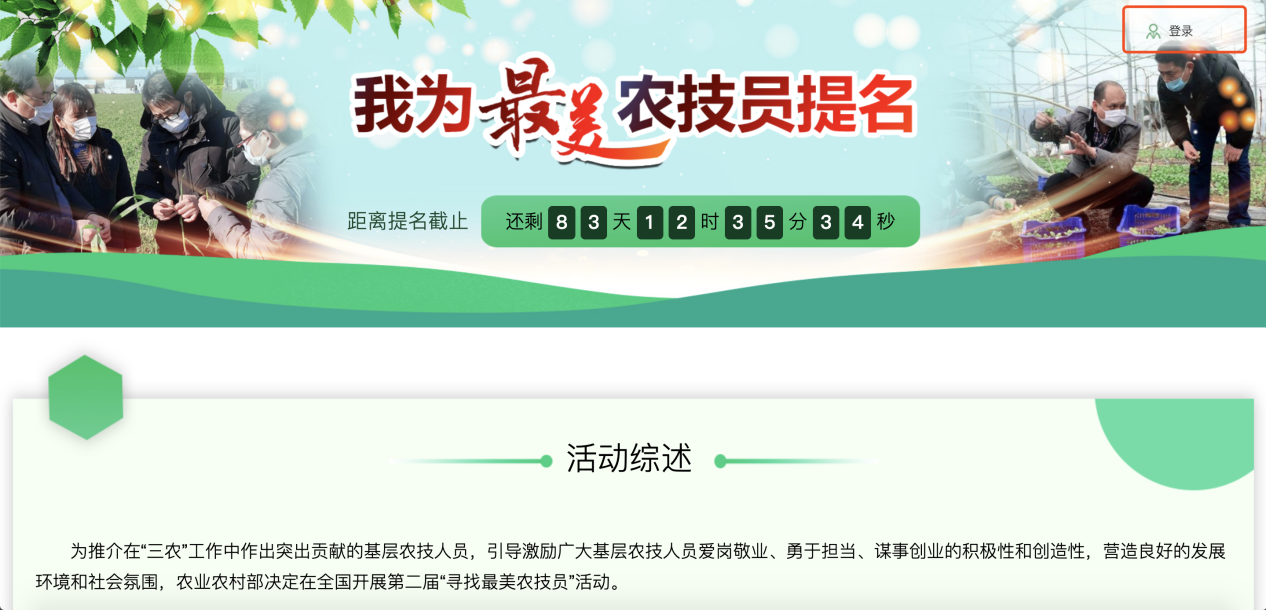 登录
我为最美农技员提名
距离提名截止 还剩 8 3 天 1 2 时 3 5 分 3 4 秒
活动综述
为推介在“三农”工作中作出突出贡献的基层农技人员，引导激励广大基层农技人员爱岗敬业、勇于担当、谋事创业的积极性和创造性，营造良好的发展
环境和社会氛围，农业农村部决定在全国开展第二届“寻找最美农技员”活动。